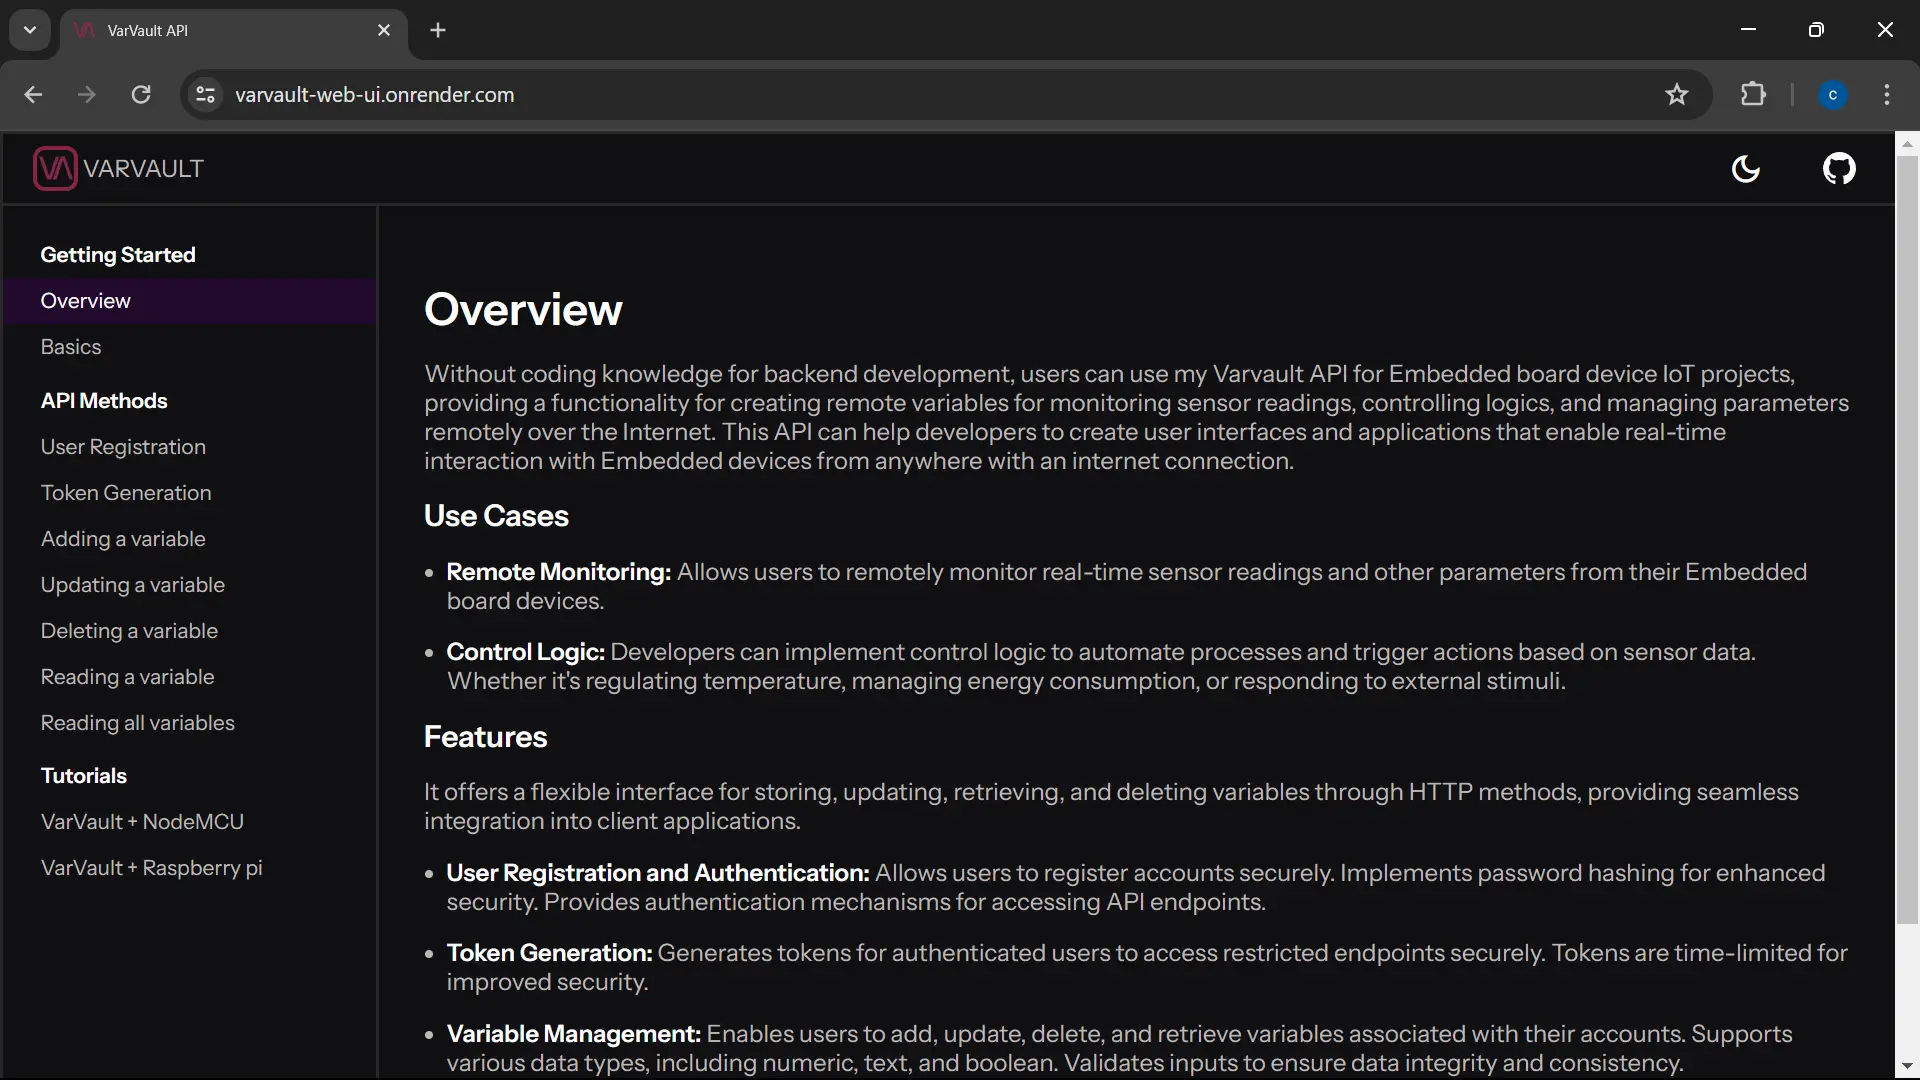 VarVault API
varvault-web-ui.onrender.com
C
VARVAULT
Getting Started
Overview
Basics
API Methods
User Registration
Token Generation
Adding a variable
Updating a variable
Deleting a variable
Reading a variable
Reading all variables
Tutorials
VarVault + NodeMCU
VarVault + Raspberry pi
Overview
Without coding knowledge for backend development, users can use my Varvault API for Embedded board device IoT projects,
providing a functionality for creating remote variables for monitoring sensor readings, controlling logics, and managing parameters
remotely over the Internet. This API can help developers to create user interfaces and applications that enable real-time
interaction with Embedded devices from anywhere with an internet connection.
Use Cases
• Remote Monitoring: Allows users to remotely monitor real-time sensor readings and other parameters from their Embedded
board devices.
• Control Logic: Developers can implement control logic to automate processes and trigger actions based on sensor data.
Whether it's regulating temperature, managing energy consumption, or responding to external stimuli.
Features
It offers a flexible interface for storing, updating, retrieving, and deleting variables through HTTP methods, providing seamless
integration into client applications.
• User Registration and Authentication: Allows users to register accounts securely. Implements password hashing for enhanced
security. Provides authentication mechanisms for accessing API endpoints.
• Token Generation: Generates tokens for authenticated users to access restricted endpoints securely. Tokens are time-limited for
improved security.
• Variable Management: Enables users to add, update, delete, and retrieve variables associated with their accounts. Supports
various data types, including numeric, text, and boolean. Validates inputs to ensure data integrity and consistency.